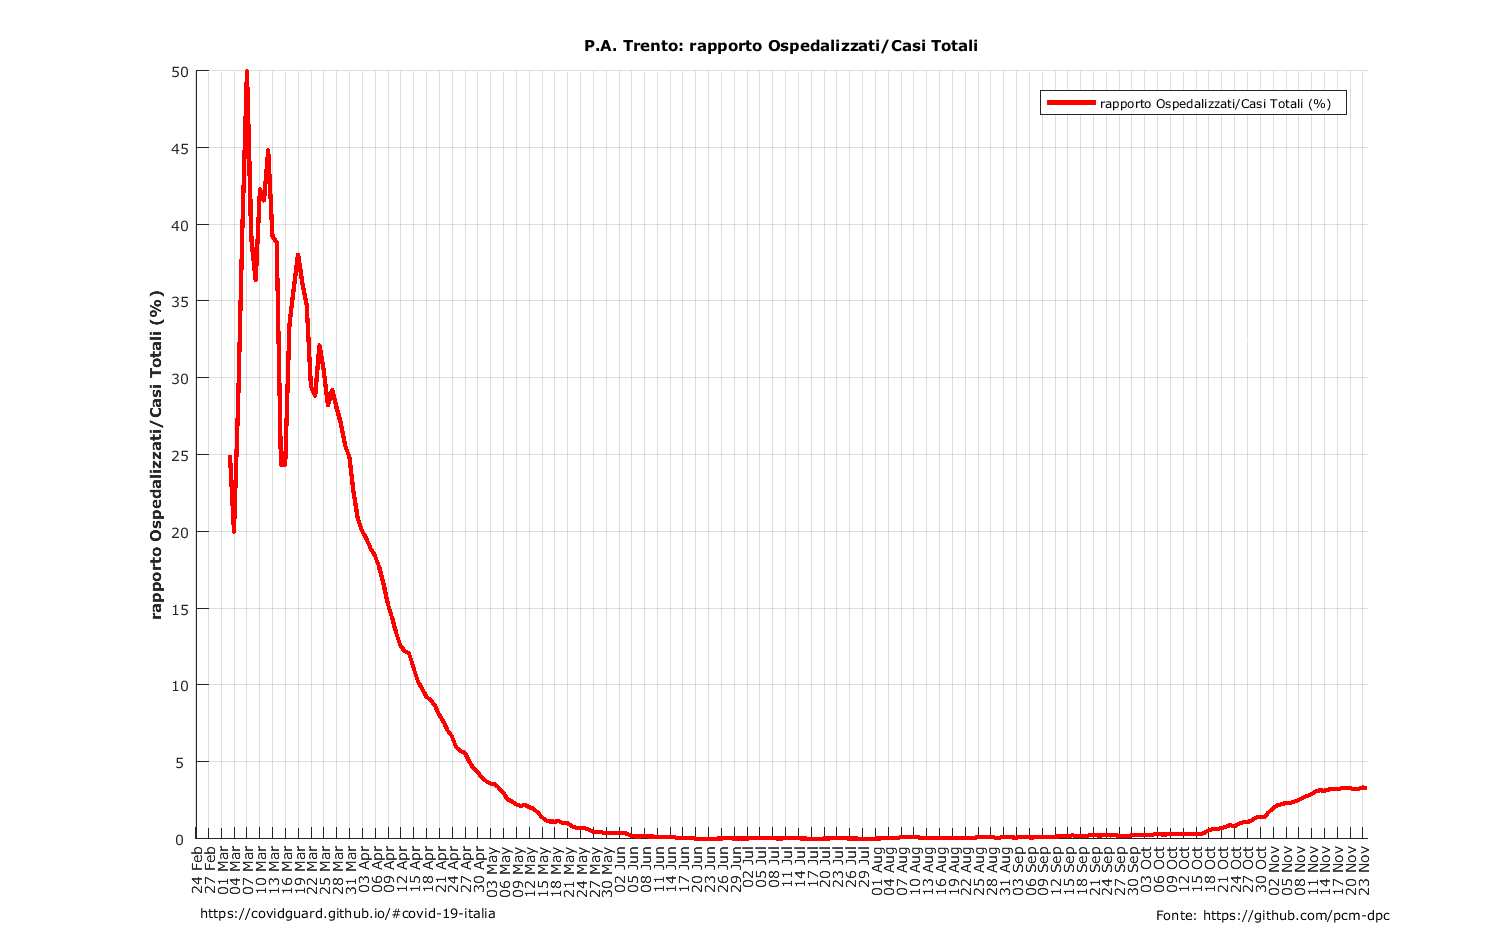 P.A. Trento: rapporto Ospedalizzati/Casi Totali
rapporto Ospedalizzati/Casi Totali (%)
rapporto Ospedalizzati/Casi Totali (%)
50
45
40
35
30
25
20
15
10
5
0
24 Feb
27 Feb
01 Mar
04 Mar
07 Mar
10 Mar
13 Mar
16 Mar
19 Mar
22 Mar
25 Mar
28 Mar
31 Mar
03 Apr
06 Apr
09 Apr
12 Apr
15 Apr
18 Apr
21 Apr
24 Apr
27 Apr
30 Apr
03 May
06 May
09 May
12 May
15 May
18 May
21 May
24 May
27 May
30 May
02 Jun
05 Jun
08 Jun
11 Jun
14 Jun
17 Jun
20 Jun
23 Jun
26 Jun
29 Jun
02 Jul
05 Jul
08 Jul
11 Jul
14 Jul
17 Jul
20 Jul
23 Jul
26 Jul
29 Jul
01 Aug
04 Aug
07 Aug
10 Aug
13 Aug
16 Aug
19 Aug
22 Aug
25 Aug
28 Aug
31 Aug
03 Sep
06 Sep
09 Sep
12 Sep
15 Sep
18 Sep
21 Sep
24 Sep
27 Sep
30 Sep
03 Oct
06 Oct
09 Oct
12 Oct
15 Oct
18 Oct
21 Oct
24 Oct
27 Oct
30 Oct
02 Nov
05 Nov
08 Nov
11 Nov
14 Nov
17 Nov
20 Nov
23 Nov
https://covidguard.github.io/#covid-19-italia
Fonte: https://github.com/pcm-dpc